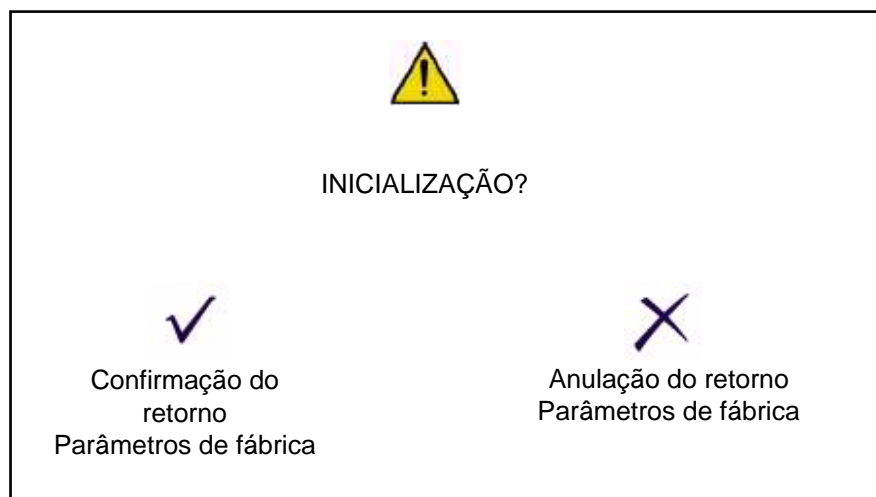 INICIALIZAÇÃO?
Confirmação do
retorno
Parâmetros de fábrica
Anulação do retorno
Parâmetros de fábrica